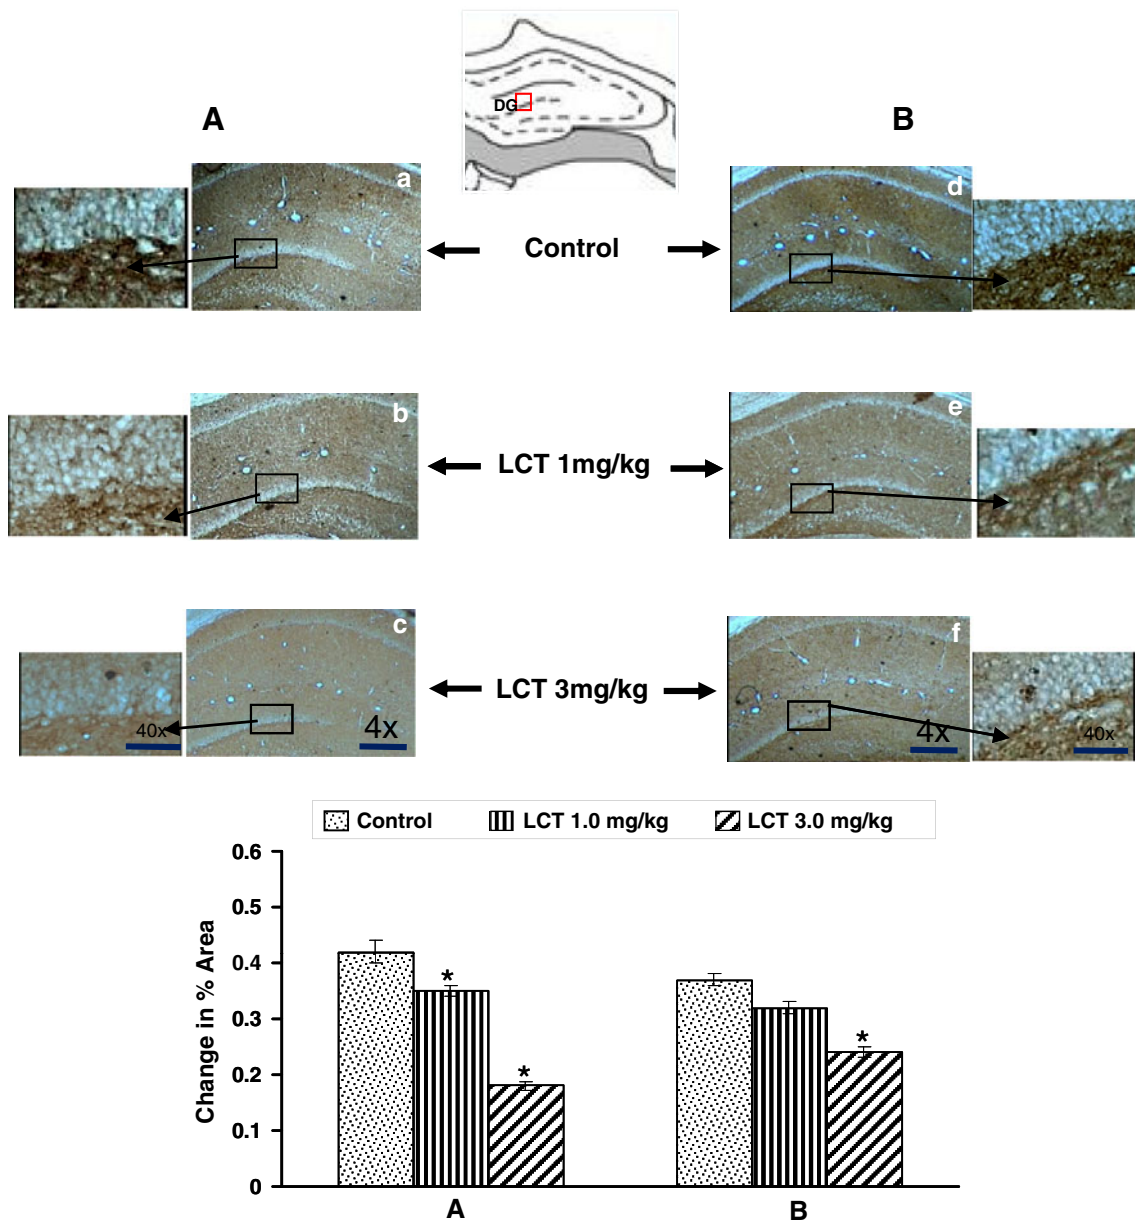 DG
A
B
a
d
Control
b
e
LCT 1mg/kg
c
f
LCT 3mg/kg
40x
4x
4x
40x
Control
LCT 1.0 mg/kg
LCT 3.0 mg/kg
Change in % Area
0.6
0.5
0.4
0.3
0.2
0.1
0
*
*
*
A
B